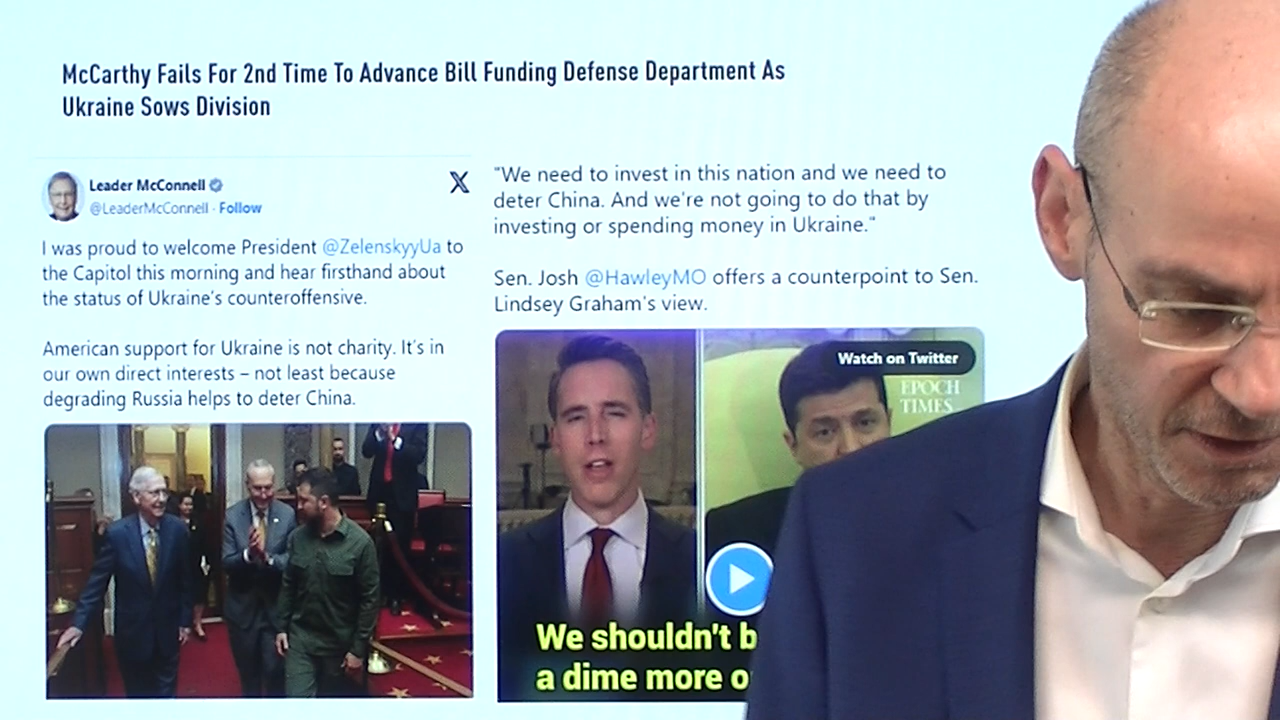 McCarthy Fails For 2nd Time To Advance Bill Funding Defense Department As
Ukraine Sows Division
Leader McConnell
@LeaderMcConnell · Follow
I was proud to welcome President @ZelenskyyUa to
the Capitol this morning and hear firsthand about
the status of Ukraine's counteroffensive.
American support for Ukraine is not charity. It's in
our own direct interests – not least because
degrading Russia helps to deter China.
"We need to invest in this nation and we need to
deter China. And we're not going to do that by
investing or spending money in Ukraine."
Sen. Josh @HawleyMO offers a counterpoint to Sen.
Lindsey Graham's view.
Watch on Twitter
EPOCH
TIMES
We shouldn't
a dime more